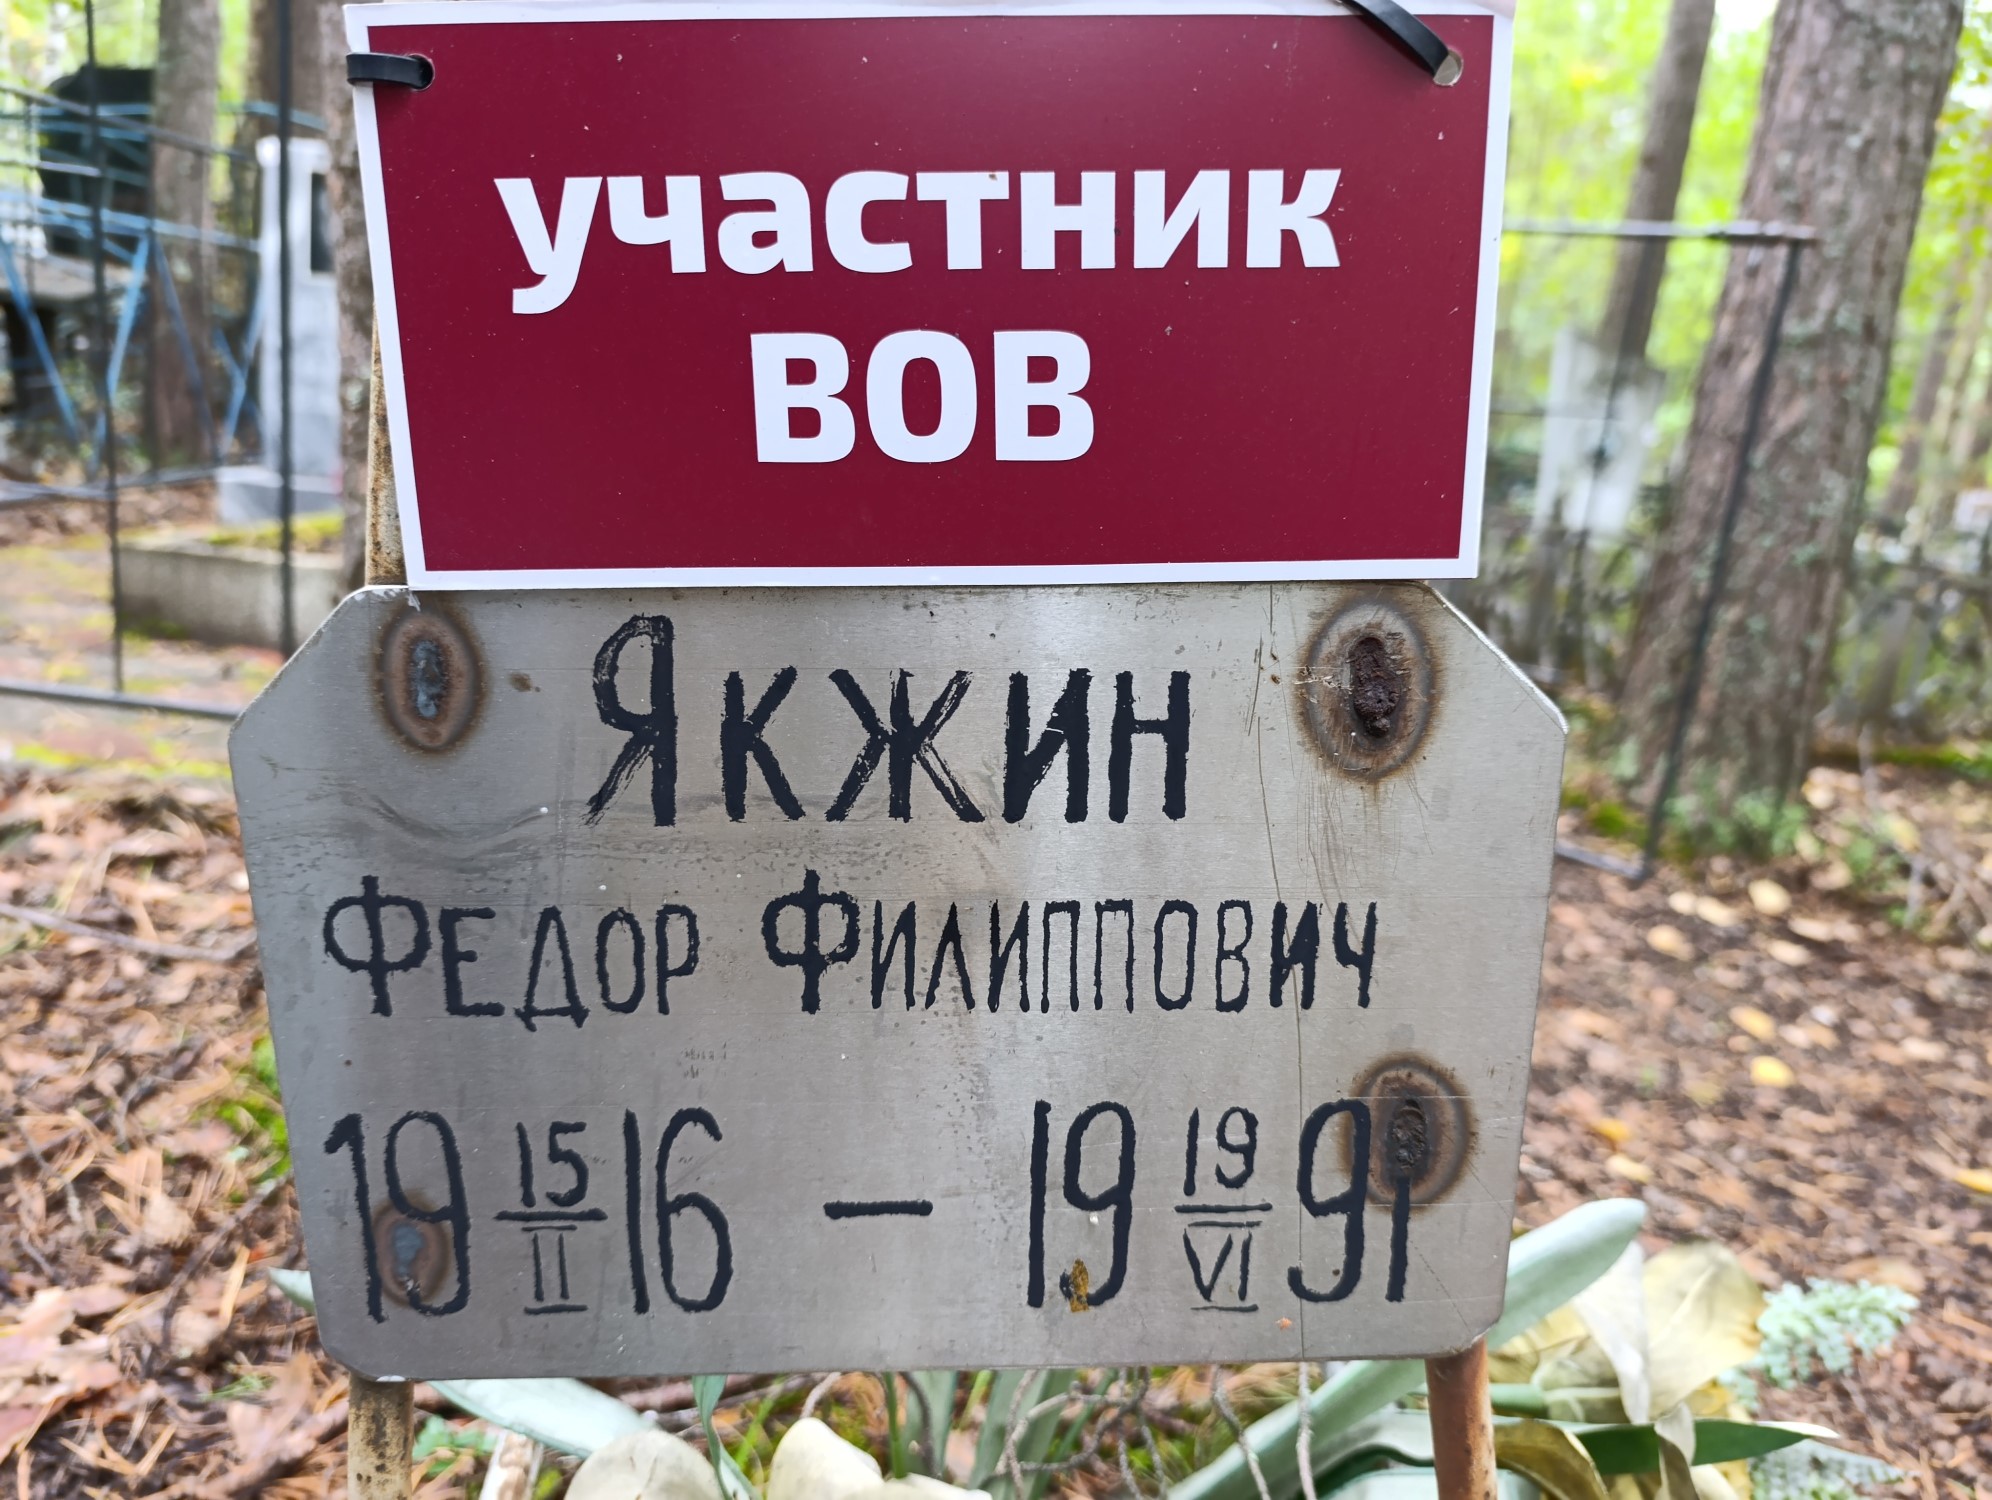 участник
ВОВ
Якжин
Федор Филиппович
19 15/II 16 — 19 19/VI 91